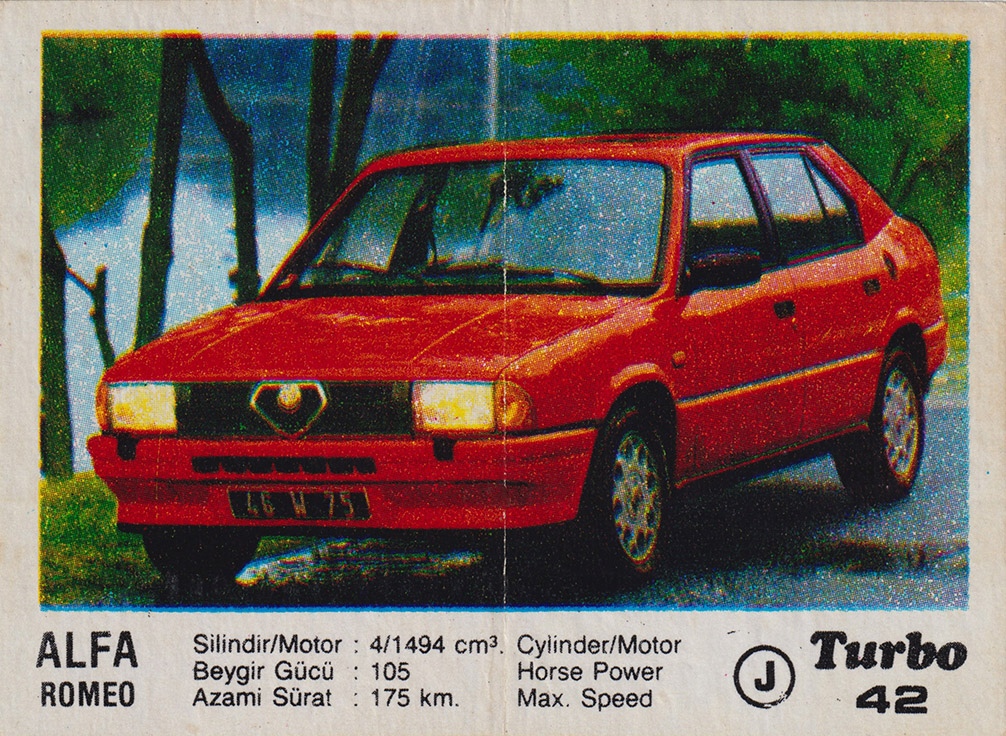 46 W 75
ALFA
ROMEO
Silindir/Motor : 4/1494 cm³. Cylinder/Motor
Beygir Gücü : 105 Horse Power
Azami Sürat : 175 km. Max. Speed
J
Turbo
42